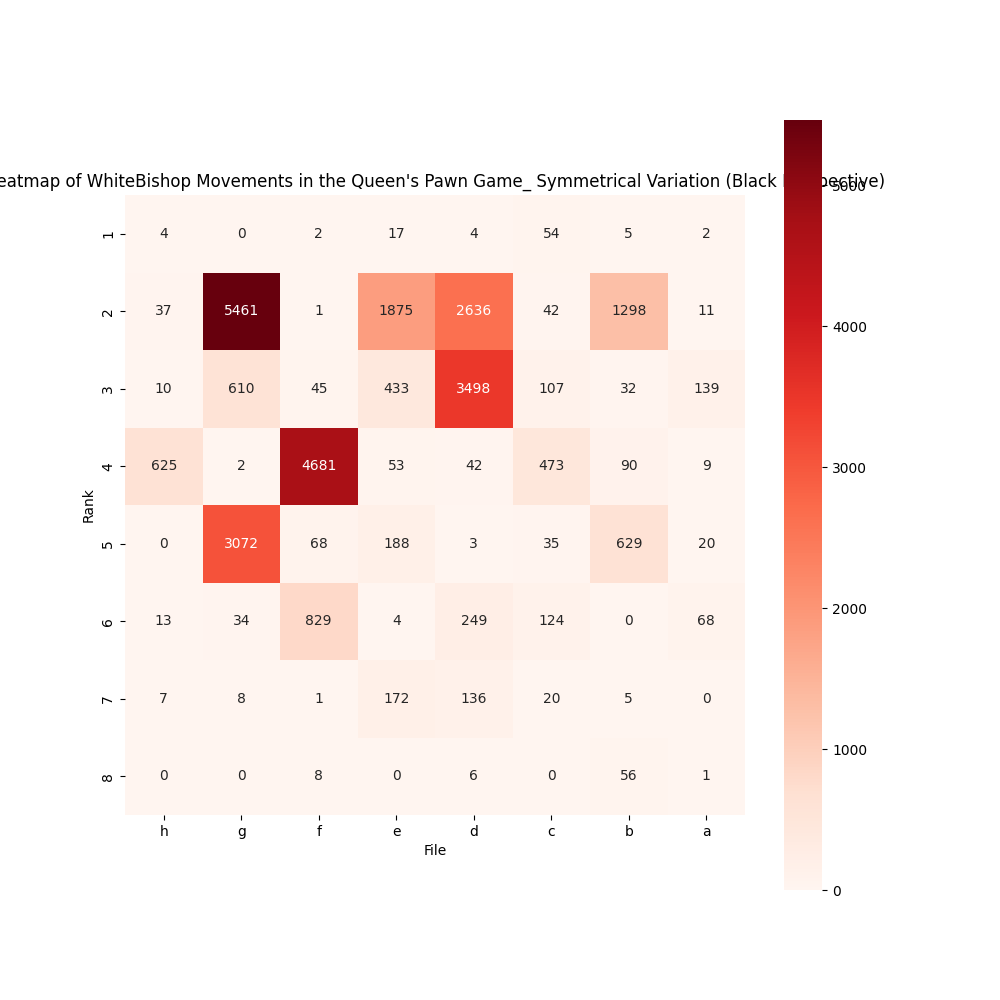 eatmap of WhiteBishop Movements in the Queen's Pawn Game_ Symmetrical Variation (Black
5000
1 4 0 2 17 4 54 5 2
2 37 5461 1 1875 2636 42 1298 11
4000
3 10 610 45 433 3498 107 32 139
3000
4 625 2 4681 53 42 473 90 9
Rank
5 0 3072 68 188 3 35 629 20
2000
6 13 34 829 4 249 124 0 68
7 7 8 1 172 136 20 5 0
1000
8 0 0 8 0 6 0 56 1
h g f e d c b a
File
0